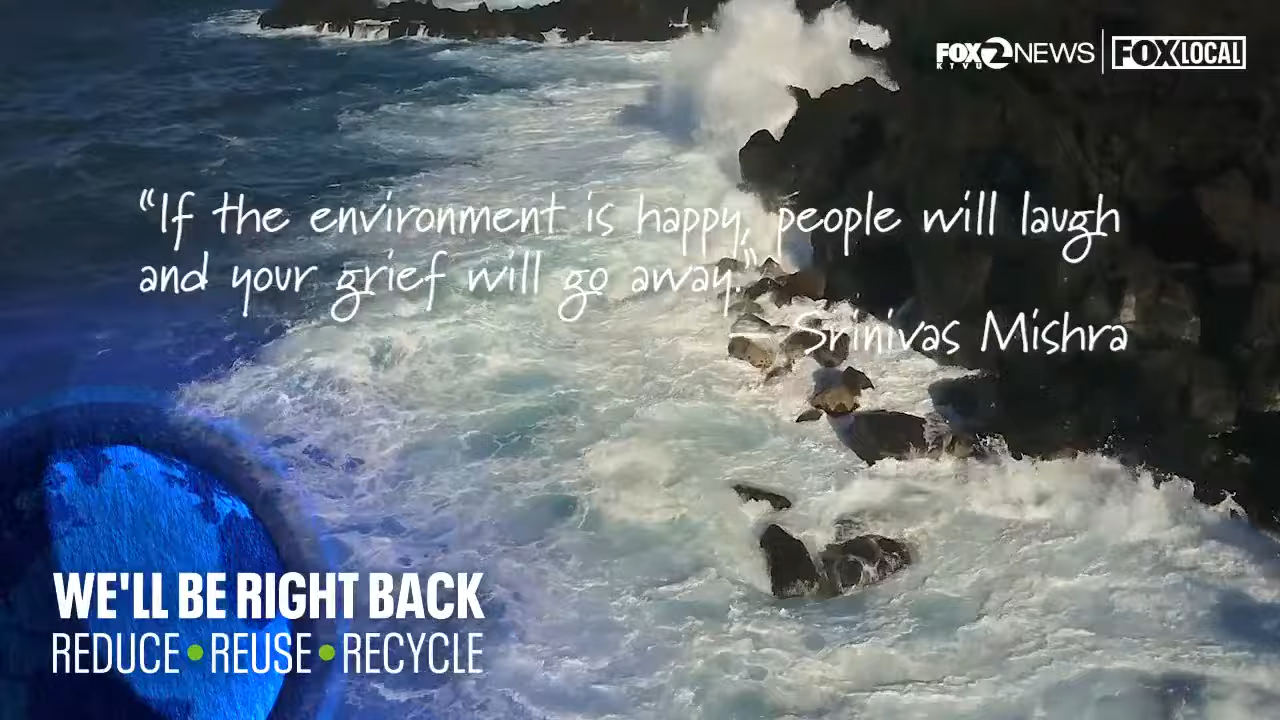 FOX 2 NEWS | FOX LOCAL
KTVU
“If the environment is happy, people will laugh
and your grief will go away.”
— Srinivas Mishra
WE'LL BE RIGHT BACK
REDUCE • REUSE • RECYCLE